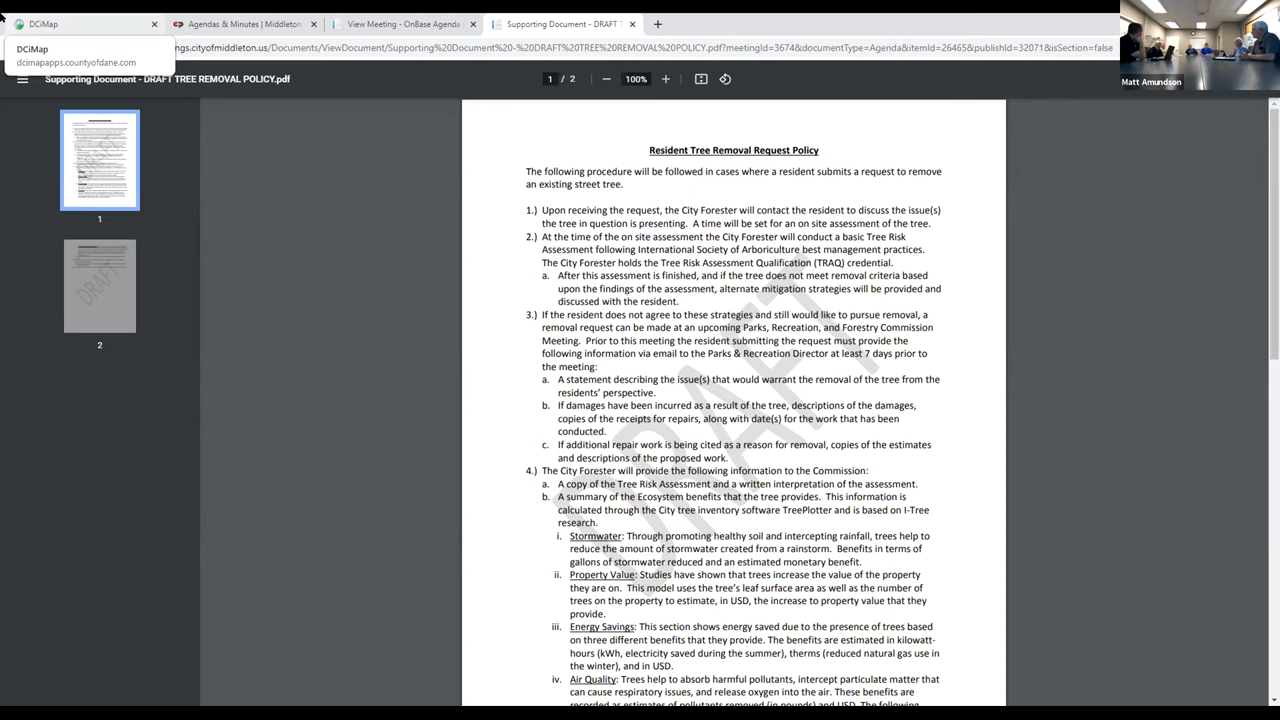 DCiMap
Agendas & Minutes | Middleton,
View Meeting - OnBase Agenda
Supporting Document - DRAFT T
DCiMap
dcimapapps.countyofdane.com
ngs.cityofmiddleton.us/Documents/ViewDocument/Supporting%20Document%20-%20DRAFT%20TREE%20REMOVAL%20POLICY.pdf?meetingId=3674&documentType=Agenda&itemId=26465&publishId=32071&isSection=false
Supporting Document - DRAFT TREE REMOVAL POLICY.pdf
1 / 2
100%
Matt Amundson
1
2
DRAFT
Resident Tree Removal Request Policy
The following procedure will be followed in cases where a resident submits a request to remove
an existing street tree.
1.) Upon receiving the request, the City Forester will contact the resident to discuss the issue(s)
the tree in question is presenting. A time will be set for an on site assessment of the tree.
2.) At the time of the on site assessment the City Forester will conduct a basic Tree Risk
Assessment following International Society of Arboriculture best management practices.
The City Forester holds the Tree Risk Assessment Qualification (TRAQ) credential.
a. After this assessment is finished, and if the tree does not meet removal criteria based
upon the findings of the assessment, alternate mitigation strategies will be provided and
discussed with the resident.
3.) If the resident does not agree to these strategies and still would like to pursue removal, a
removal request can be made at an upcoming Parks, Recreation, and Forestry Commission
Meeting. Prior to this meeting the resident submitting the request must provide the
following information via email to the Parks & Recreation Director at least 7 days prior to
the meeting:
a. A statement describing the issue(s) that would warrant the removal of the tree from the
residents' perspective.
b. If damages have been incurred as a result of the tree, descriptions of the damages,
copies of the receipts for repairs, along with date(s) for the work that has been
conducted.
c. If additional repair work is being cited as a reason for removal, copies of the estimates
and descriptions of the proposed work.
4.) The City Forester will provide the following information to the Commission:
a. A copy of the Tree Risk Assessment and a written interpretation of the assessment.
b. A summary of the Ecosystem benefits that the tree provides. This information is
calculated through the City tree inventory software TreePlotter and is based on I-Tree
research.
i. Stormwater: Through promoting healthy soil and intercepting rainfall, trees help to
reduce the amount of stormwater created from a rainstorm. Benefits in terms of
gallons of stormwater reduced and an estimated monetary benefit.
ii. Property Value: Studies have shown that trees increase the value of the property
they are on. This model uses the tree's leaf surface area as well as the number of
trees on the property to estimate, in USD, the increase to property value that they
provide.
iii. Energy Savings: This section shows energy saved due to the presence of trees based
on three different benefits that they provide. The benefits are estimated in kilowatt-
hours (kWh, electricity saved during the summer), therms (reduced natural gas use in
the winter), and in USD.
iv. Air Quality: Trees help to absorb harmful pollutants, intercept particulate matter that
can cause respiratory issues, and release oxygen into the air. These benefits are
recorded as estimates of pollutants removed (in pounds) and USD. The following
DRAFT